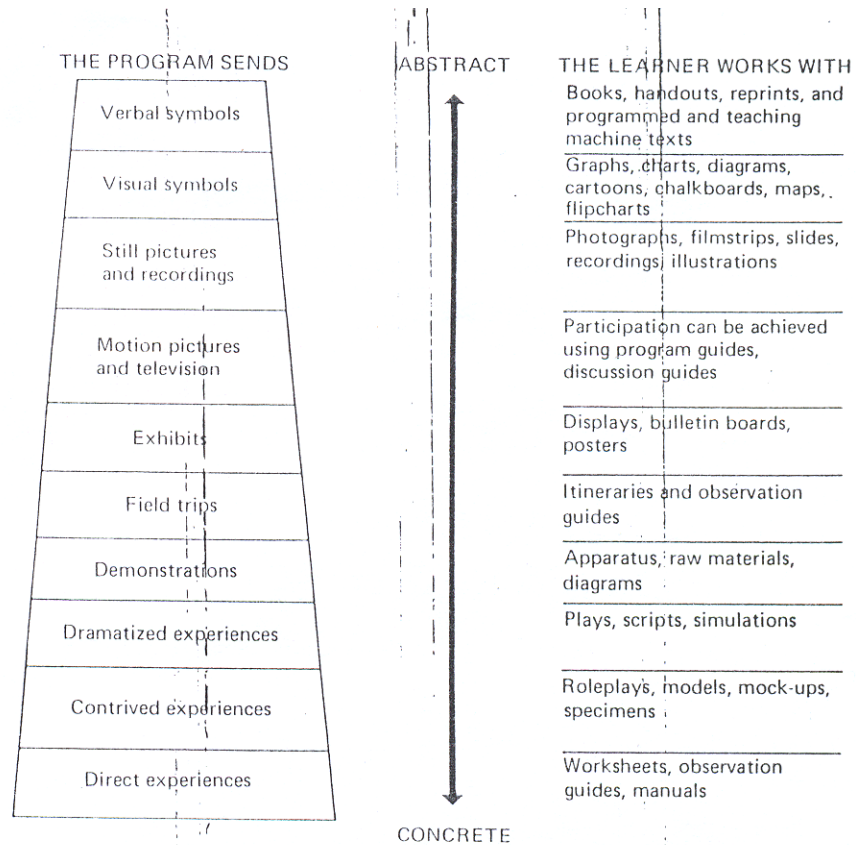 THE PROGRAM SENDS
Verbal symbols
Visual symbols
Still pictures
and recordings
Motion pictures
and television
Exhibits
Field trips
Demonstrations
Dramatized experiences
Contrived experiences
Direct experiences
ABSTRACT
CONCRETE
THE LEARNER WORKS WITH
Books, handouts, reprints, and
programmed and teaching
machine texts
Graphs, charts, diagrams,
cartoons, chalkboards, maps,
flipcharts
Photographs, filmstrips, slides,
recordings, illustrations
Participation can be achieved
using program guides,
discussion guides
Displays, bulletin boards,
posters
Itineraries and observation
guides
Apparatus, raw materials,
diagrams
Plays, scripts, simulations
Roleplays, models, mock-ups,
specimens
Worksheets, observation
guides, manuals